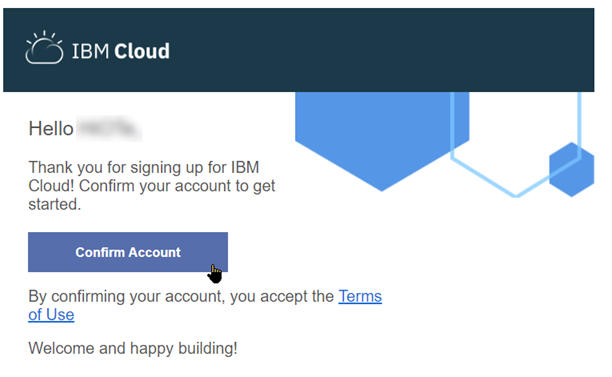 IBM Cloud
Hello
Thank you for signing up for IBM
Cloud! Confirm your account to get
started.
Confirm Account
By confirming your account, you accept the Terms
of Use
Welcome and happy building!